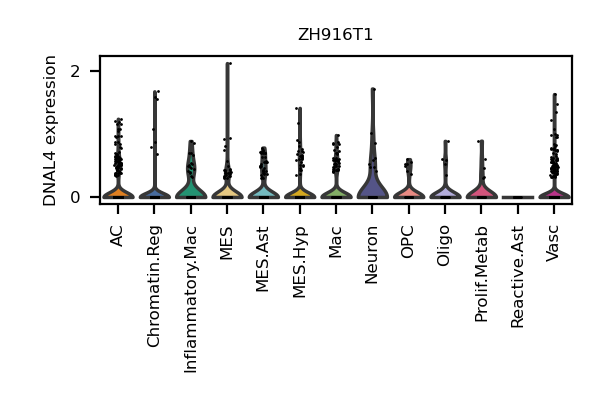 ZH916T1
DNAL4 expression
2
0
AC
Chromatin.Reg
Inflammatory.Mac
MES
MES.Ast
MES.Hyp
Mac
Neuron
OPC
Oligo
Prolif.Metab
Reactive.Ast
Vasc